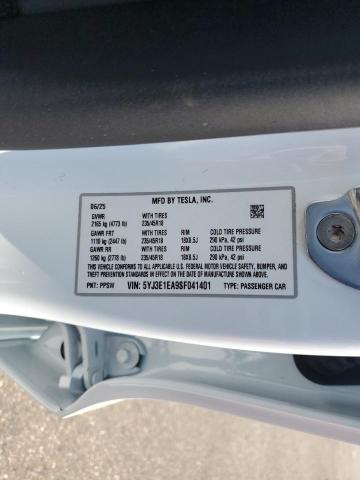 MFD BY TESLA, INC.
06/25
GVWR WITH TIRES
2165 kg (4773 lb) 235/45R18
GAWR FRT WITH TIRES RIM COLD TIRE PRESSURE
1110 kg (2447 lb) 235/45R18 18X8.5J 290 kPa, 42 psi
GAWR RR WITH TIRES RIM COLD TIRE PRESSURE
1260 kg (2778 lb) 235/45R18 18X8.5J 290 kPa, 42 psi
THIS VEHICLE CONFORMS TO ALL APPLICABLE U.S. FEDERAL MOTOR VEHICLE SAFETY, BUMPER, AND
THEFT PREVENTION STANDARDS IN EFFECT ON THE DATE OF MANUFACTURE SHOWN ABOVE.
PNT: PPSW VIN: 5YJ3E1EA9SF041401 TYPE: PASSENGER CAR